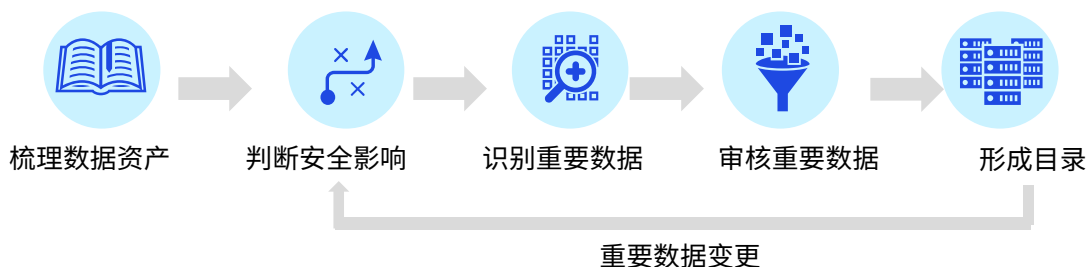 梳理数据资产
判断安全影响
识别重要数据
审核重要数据
形成目录
重要数据变更